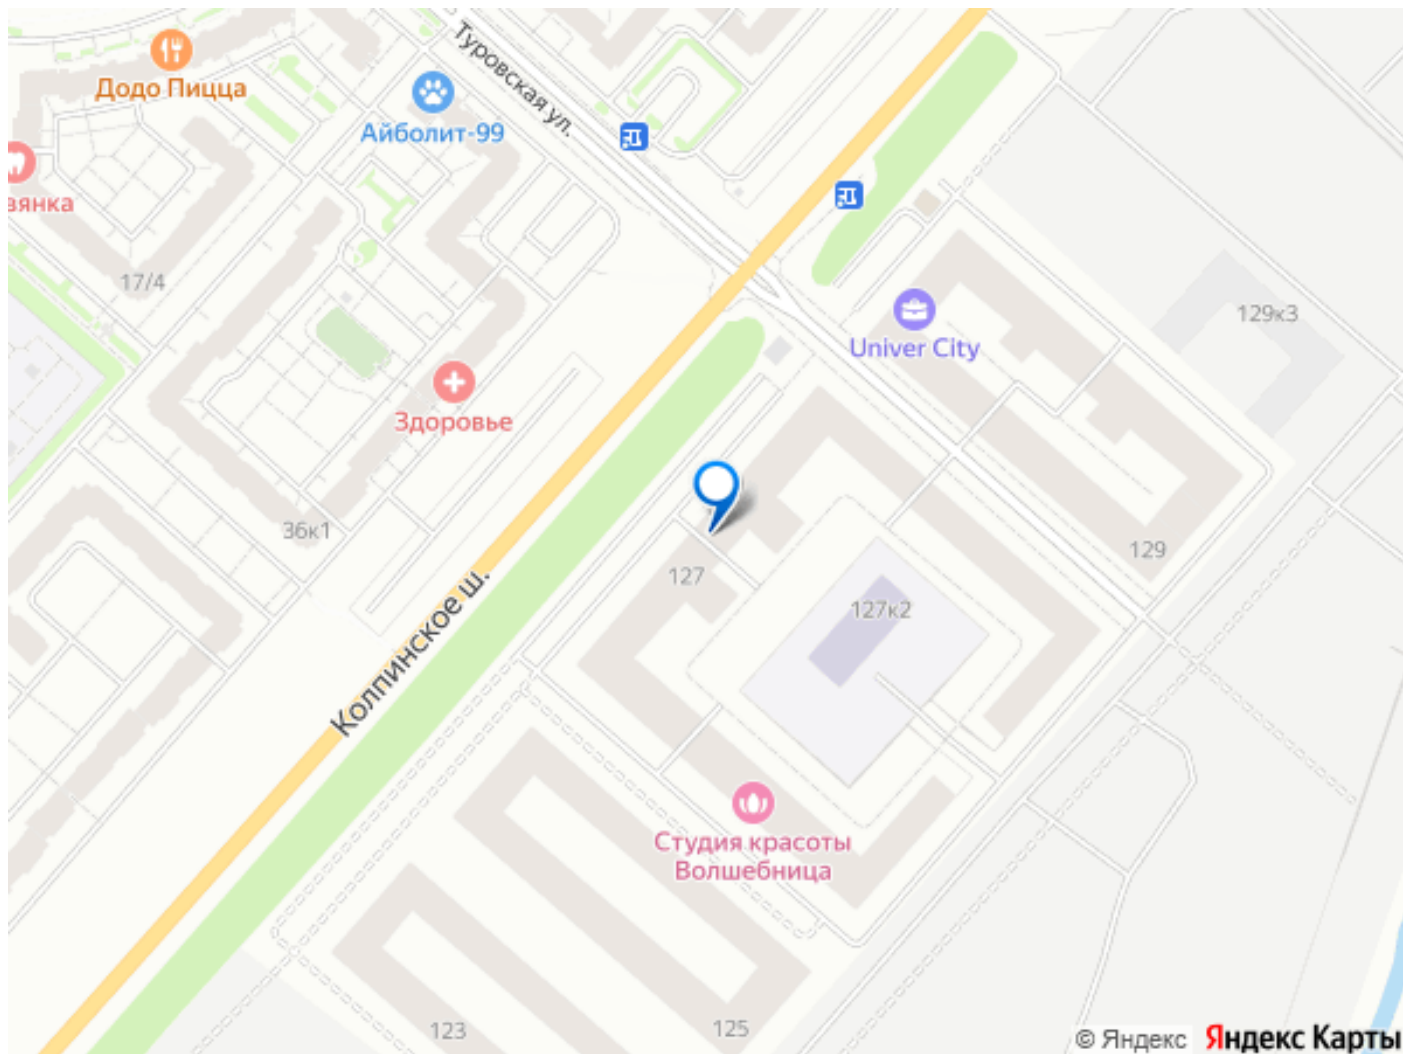 Туровская ул.
Додо Пицца
Айболит-99
17/4
129к3
Univer City
Здоровье
36к1
129
127
127к2
Колпинское ш.
Студия красоты
Волшебница
123
125
© Яндекс
Яндекс Карты